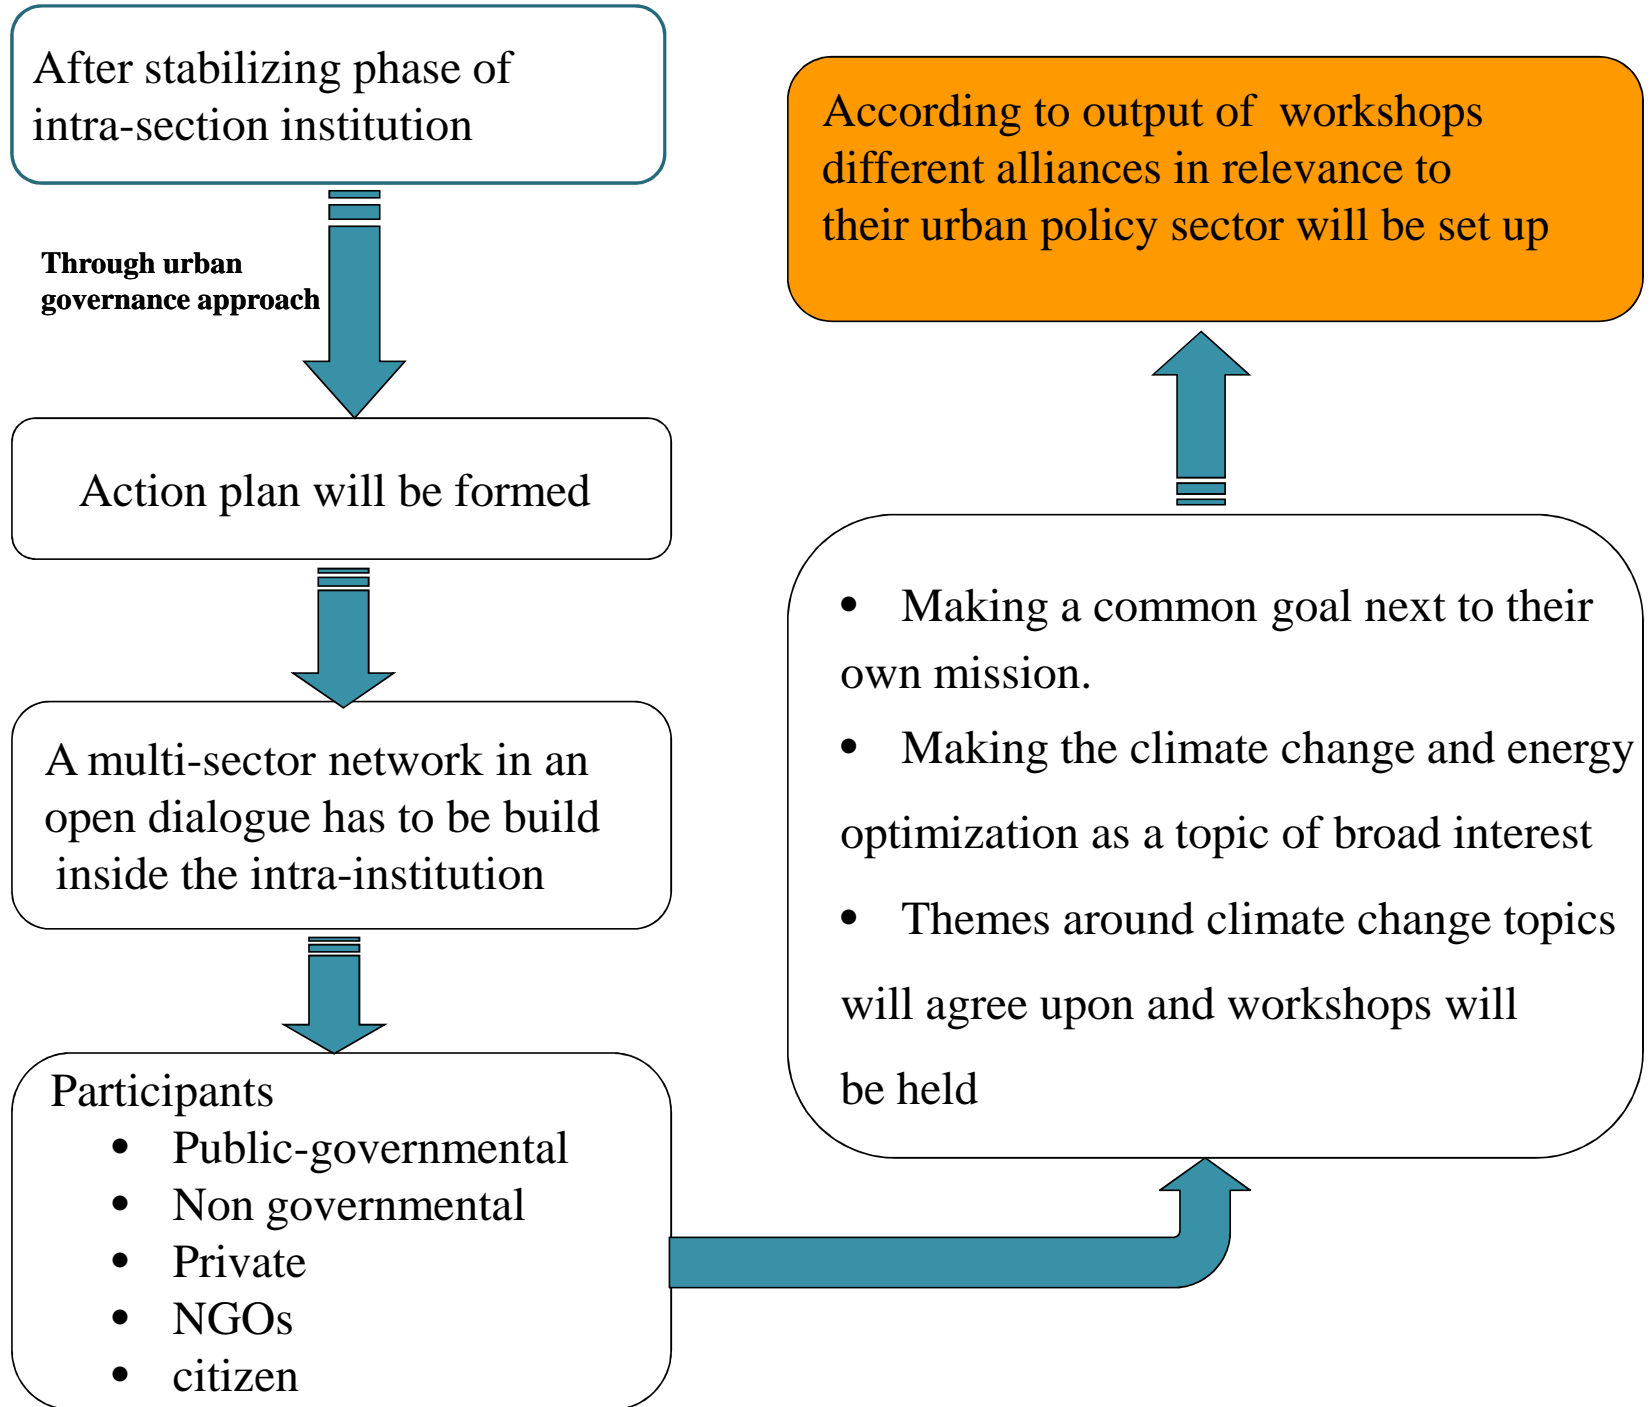 After stabilizing phase of
intra-section institution
Through urban
governance approach
Action plan will be formed
A multi-sector network in an
open dialogue has to be build
inside the intra-institution
Participants
• Public-governmental
• Non governmental
• Private
• NGOs
• citizen
• Making a common goal next to their
own mission.
• Making the climate change and energy
optimization as a topic of broad interest
• Themes around climate change topics
will agree upon and workshops will
be held
According to output of workshops
different alliances in relevance to
their urban policy sector will be set up